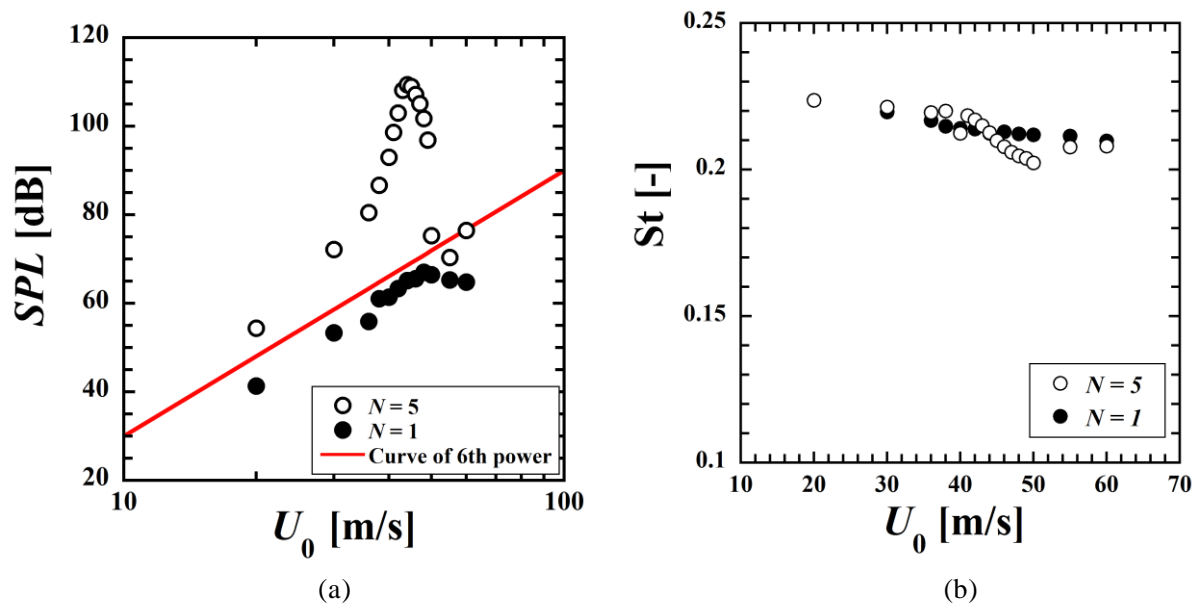 120
100
80
60
40
20
SPL [dB]
N = 5
N = 1
Curve of 6th power
10
100
U0 [m/s]
(a)
0.25
0.2
0.15
0.1
St [-]
N = 5
N = 1
10 20 30 40 50 60 70
U0 [m/s]
(b)